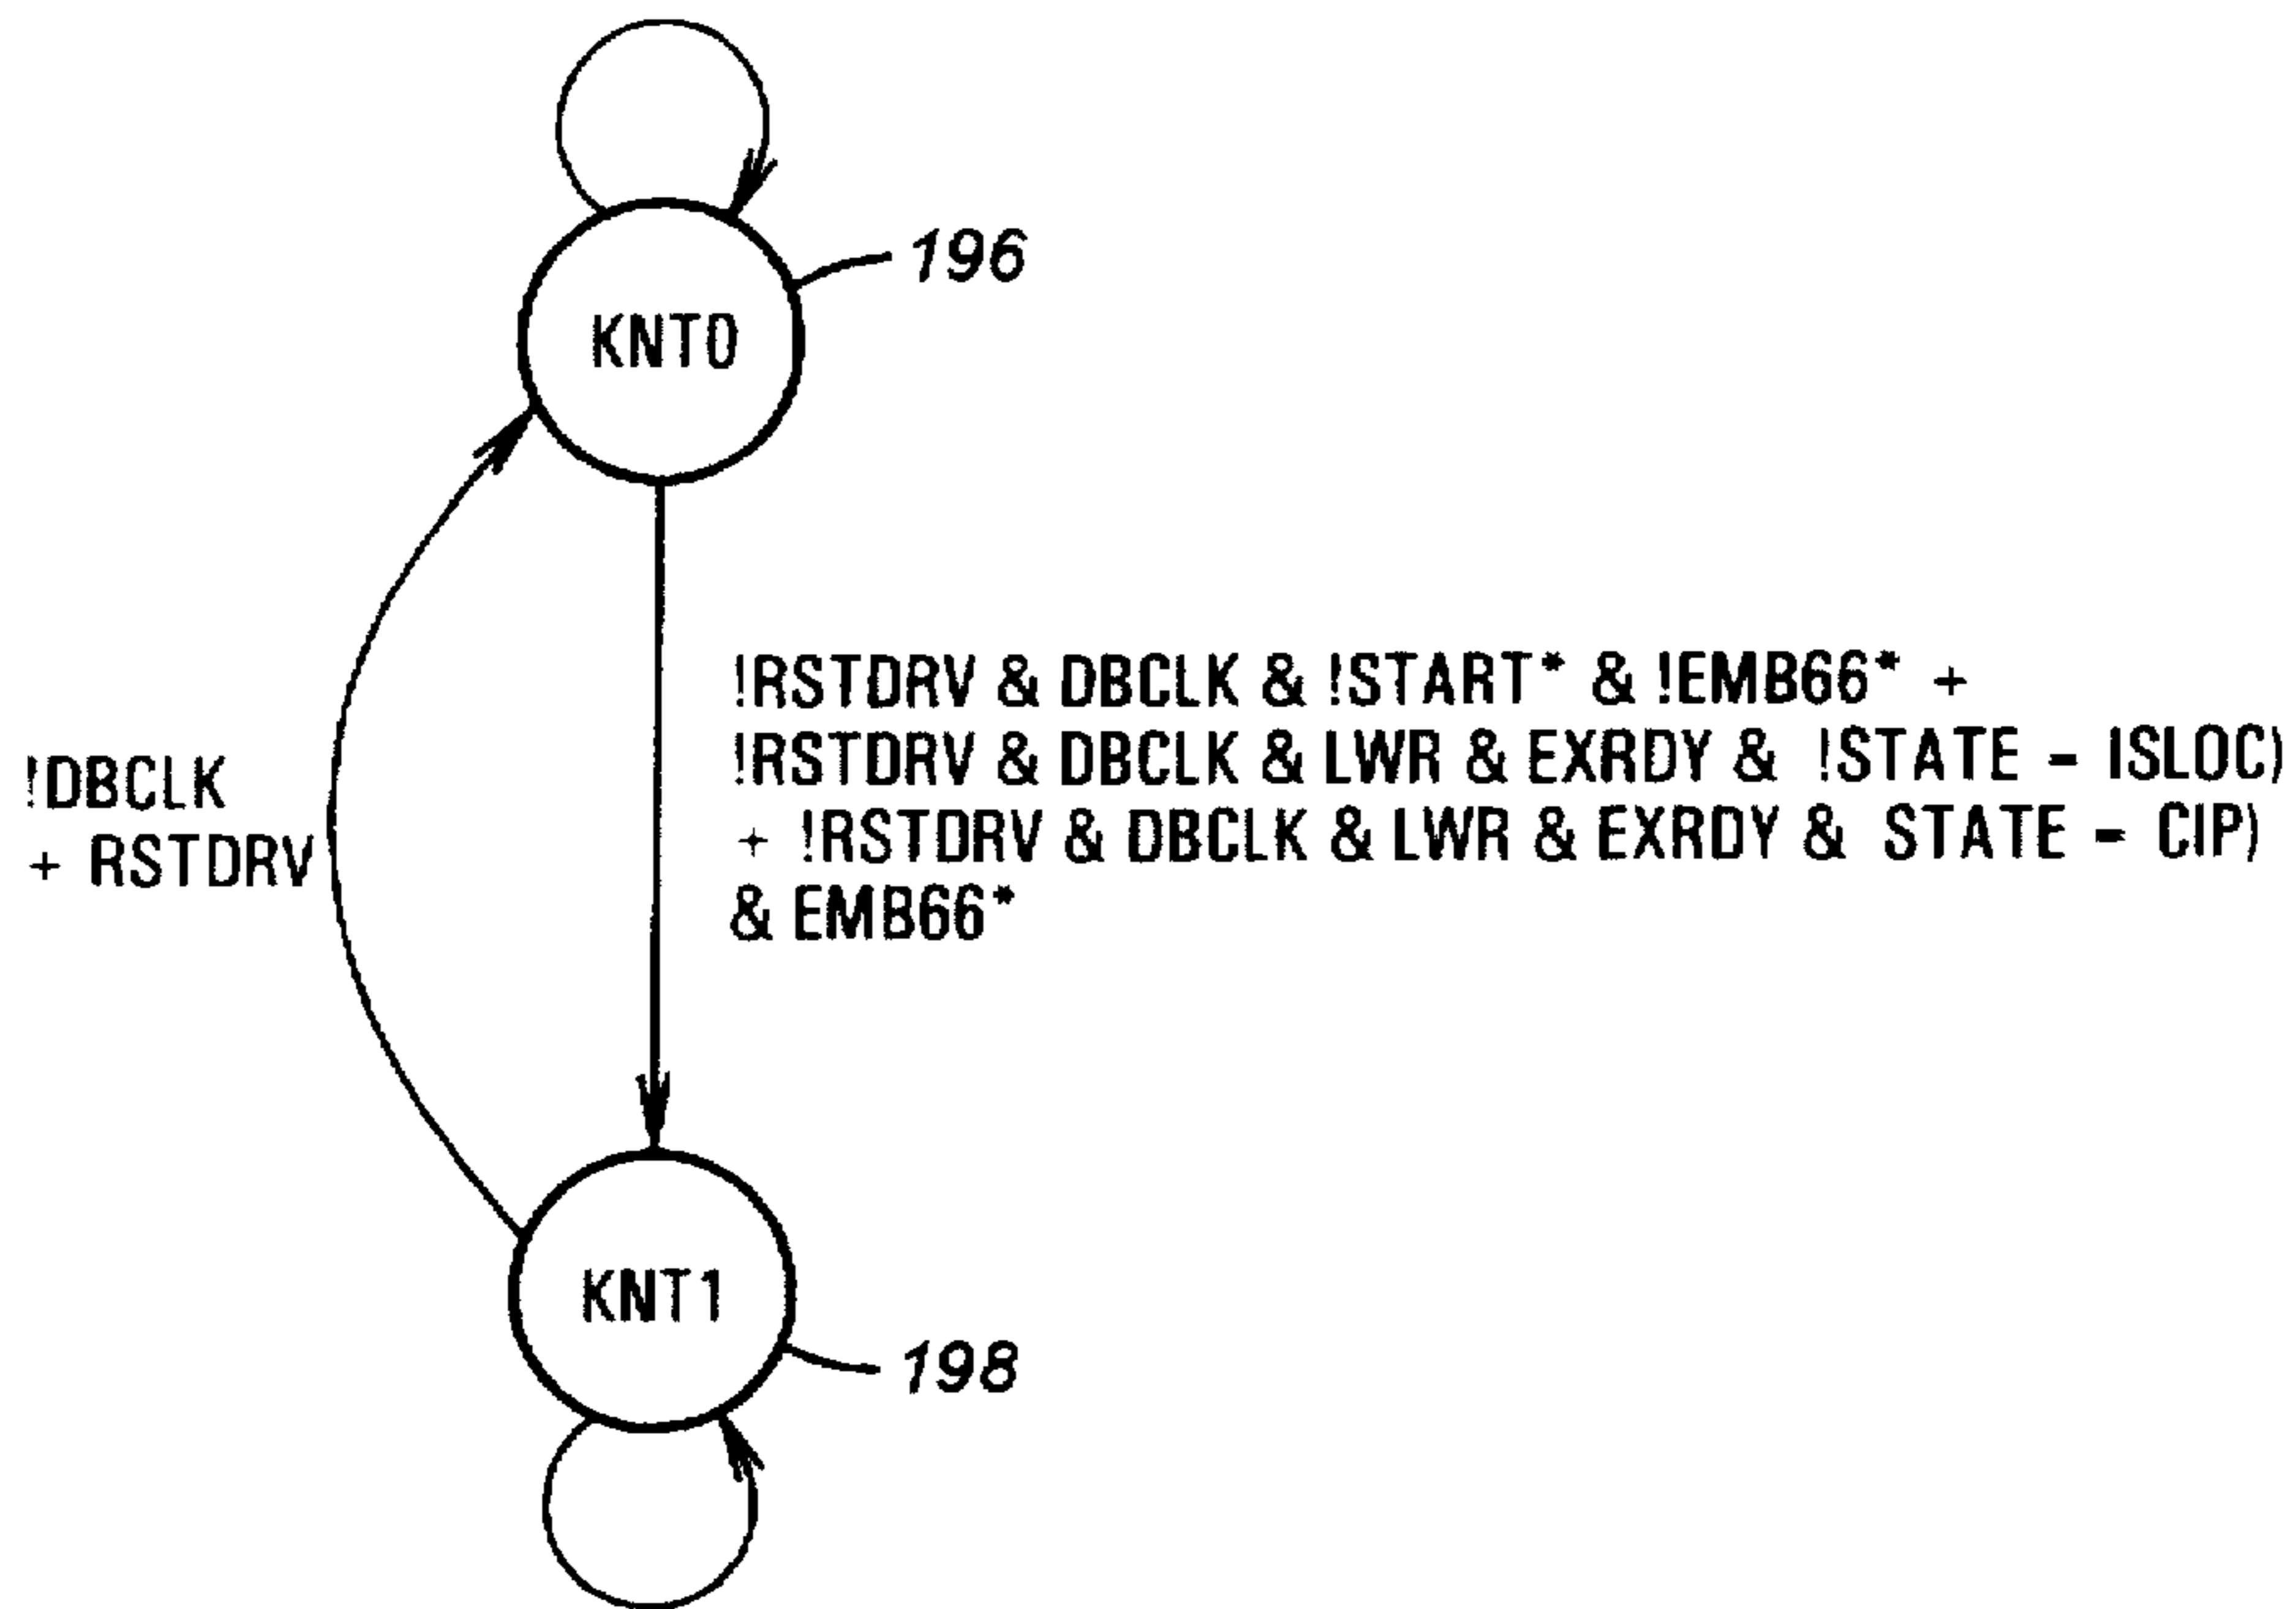 196
KNT0
!RSTDRV & DBCLK & !START* & !EMB66* +
!RSTDRV & DBCLK & LWR & EXRDY & !STATE - ISLOC)
+ !RSTDRV & DBCLK & LWR & EXRDY & STATE - CIP)
& EMB66*
!DBCLK
+ RSTDRV
KNT1
198